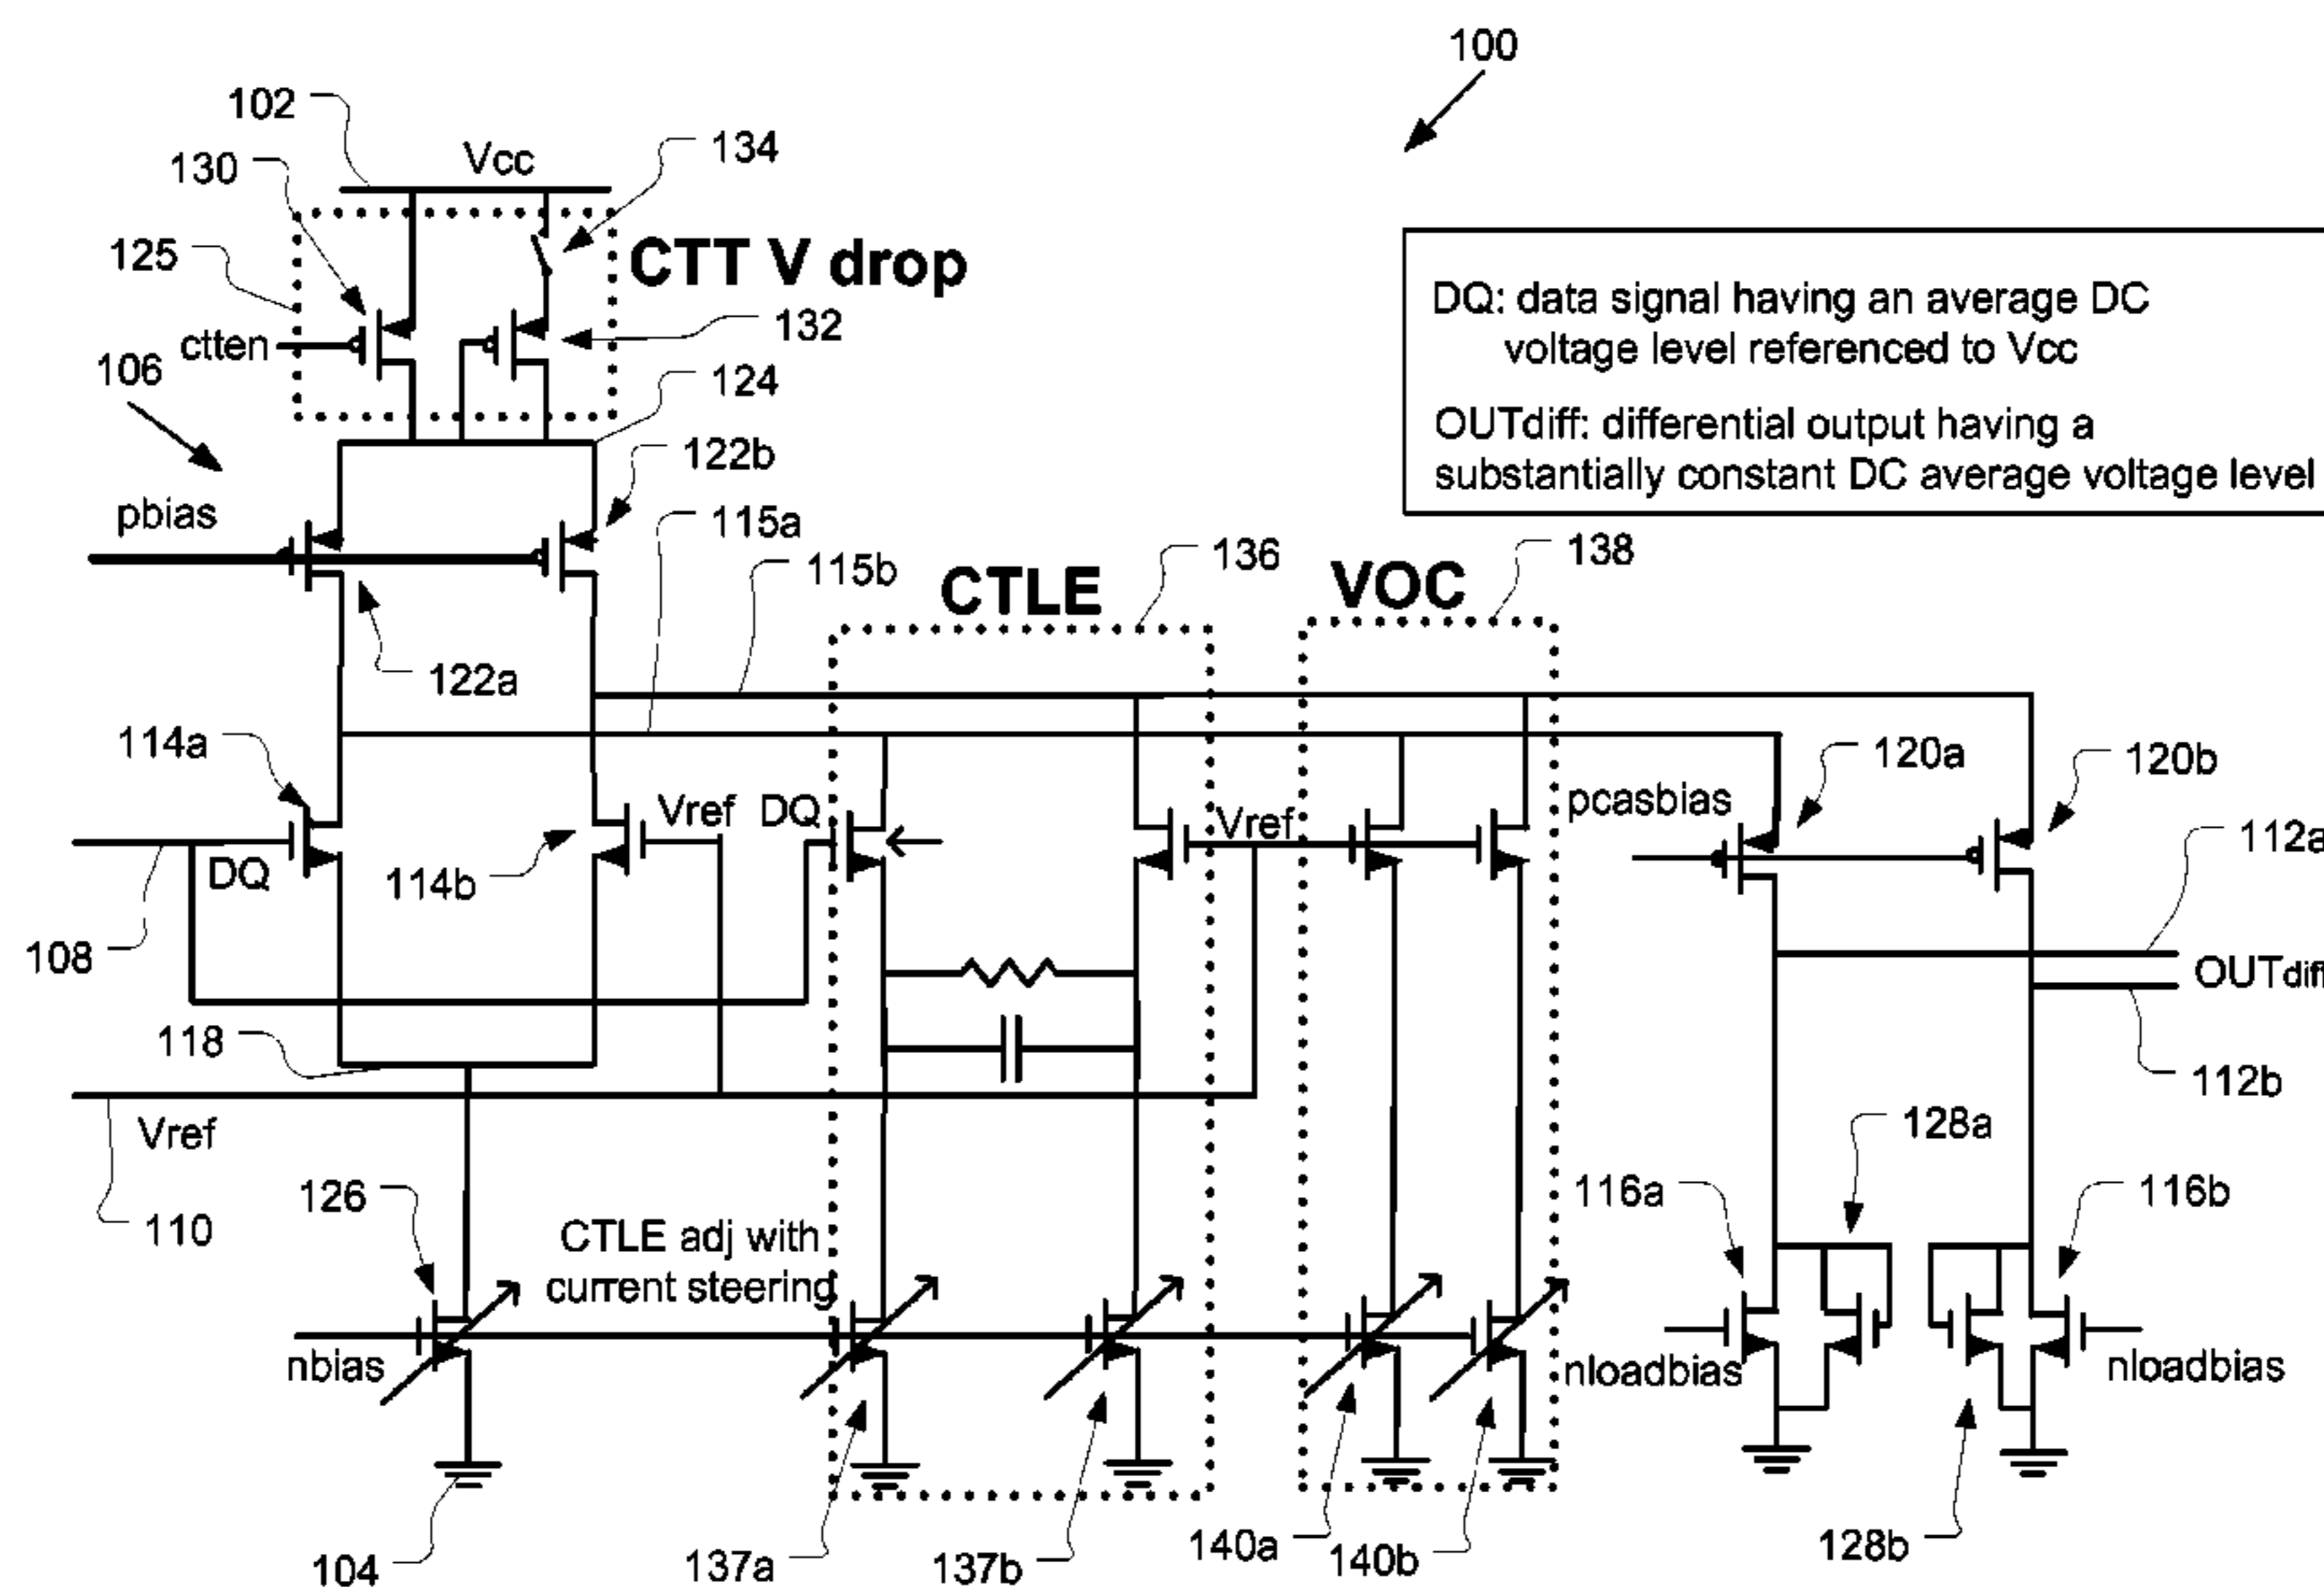 100
102
Vcc
134
130
125
CTT V drop
132
ctten
106
124
DQ: data signal having an average DC
voltage level referenced to Vcc
OUTdiff: differential output having a
substantially constant DC average voltage level
122b
pbias
115a
115b
136
138
CTLE
VOC
122a
114a
120a
120b
pcasbias
Vref
DQ
Vref
112a
DQ
114b
108
OUTdiff
118
112b
Vref
128a
126
116a
116b
110
CTLE adj with
current steering
nbias
nloadbias
nloadbias
104
137a
137b
140a
140b
128b